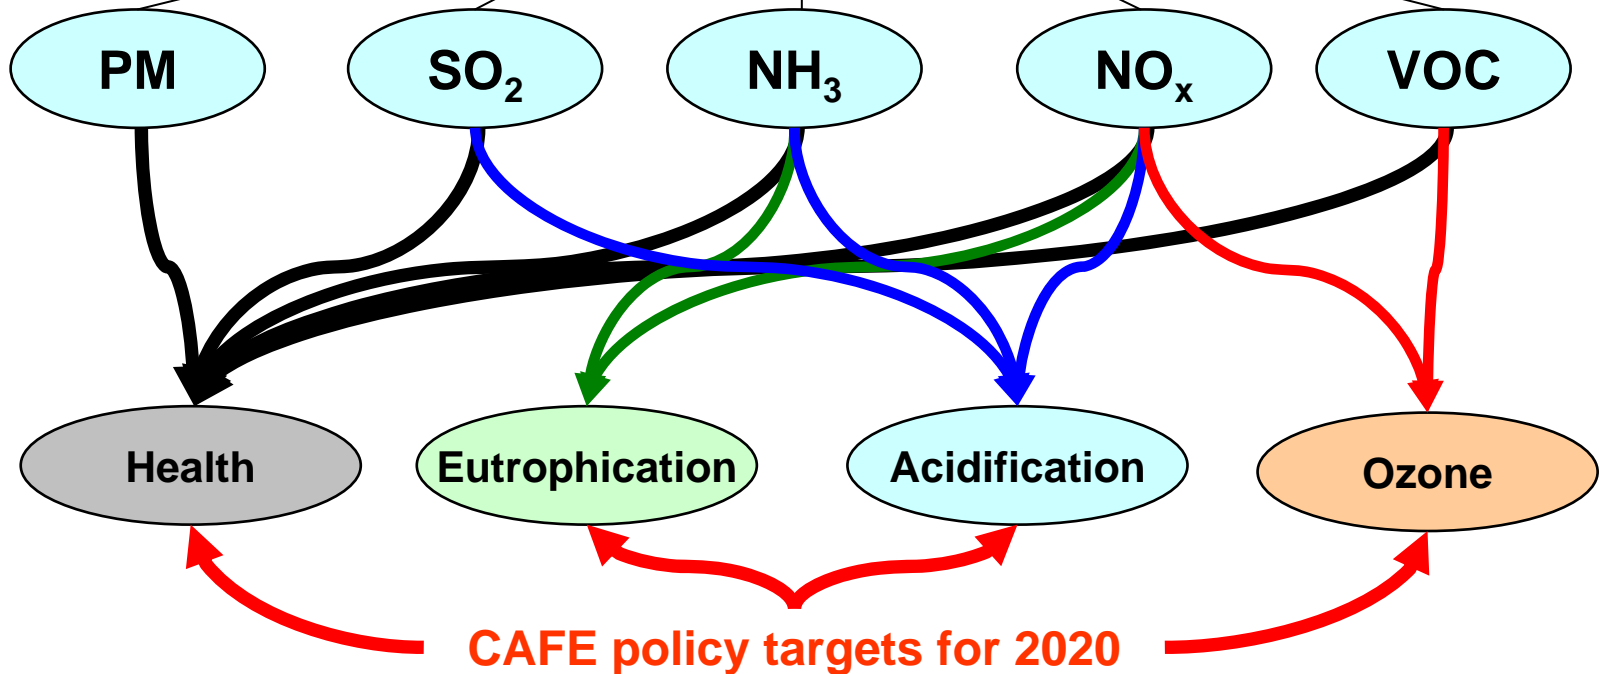 PM SO₂ NH₃ NOₓ VOC
Health Eutrophication Acidification Ozone
CAFE policy targets for 2020